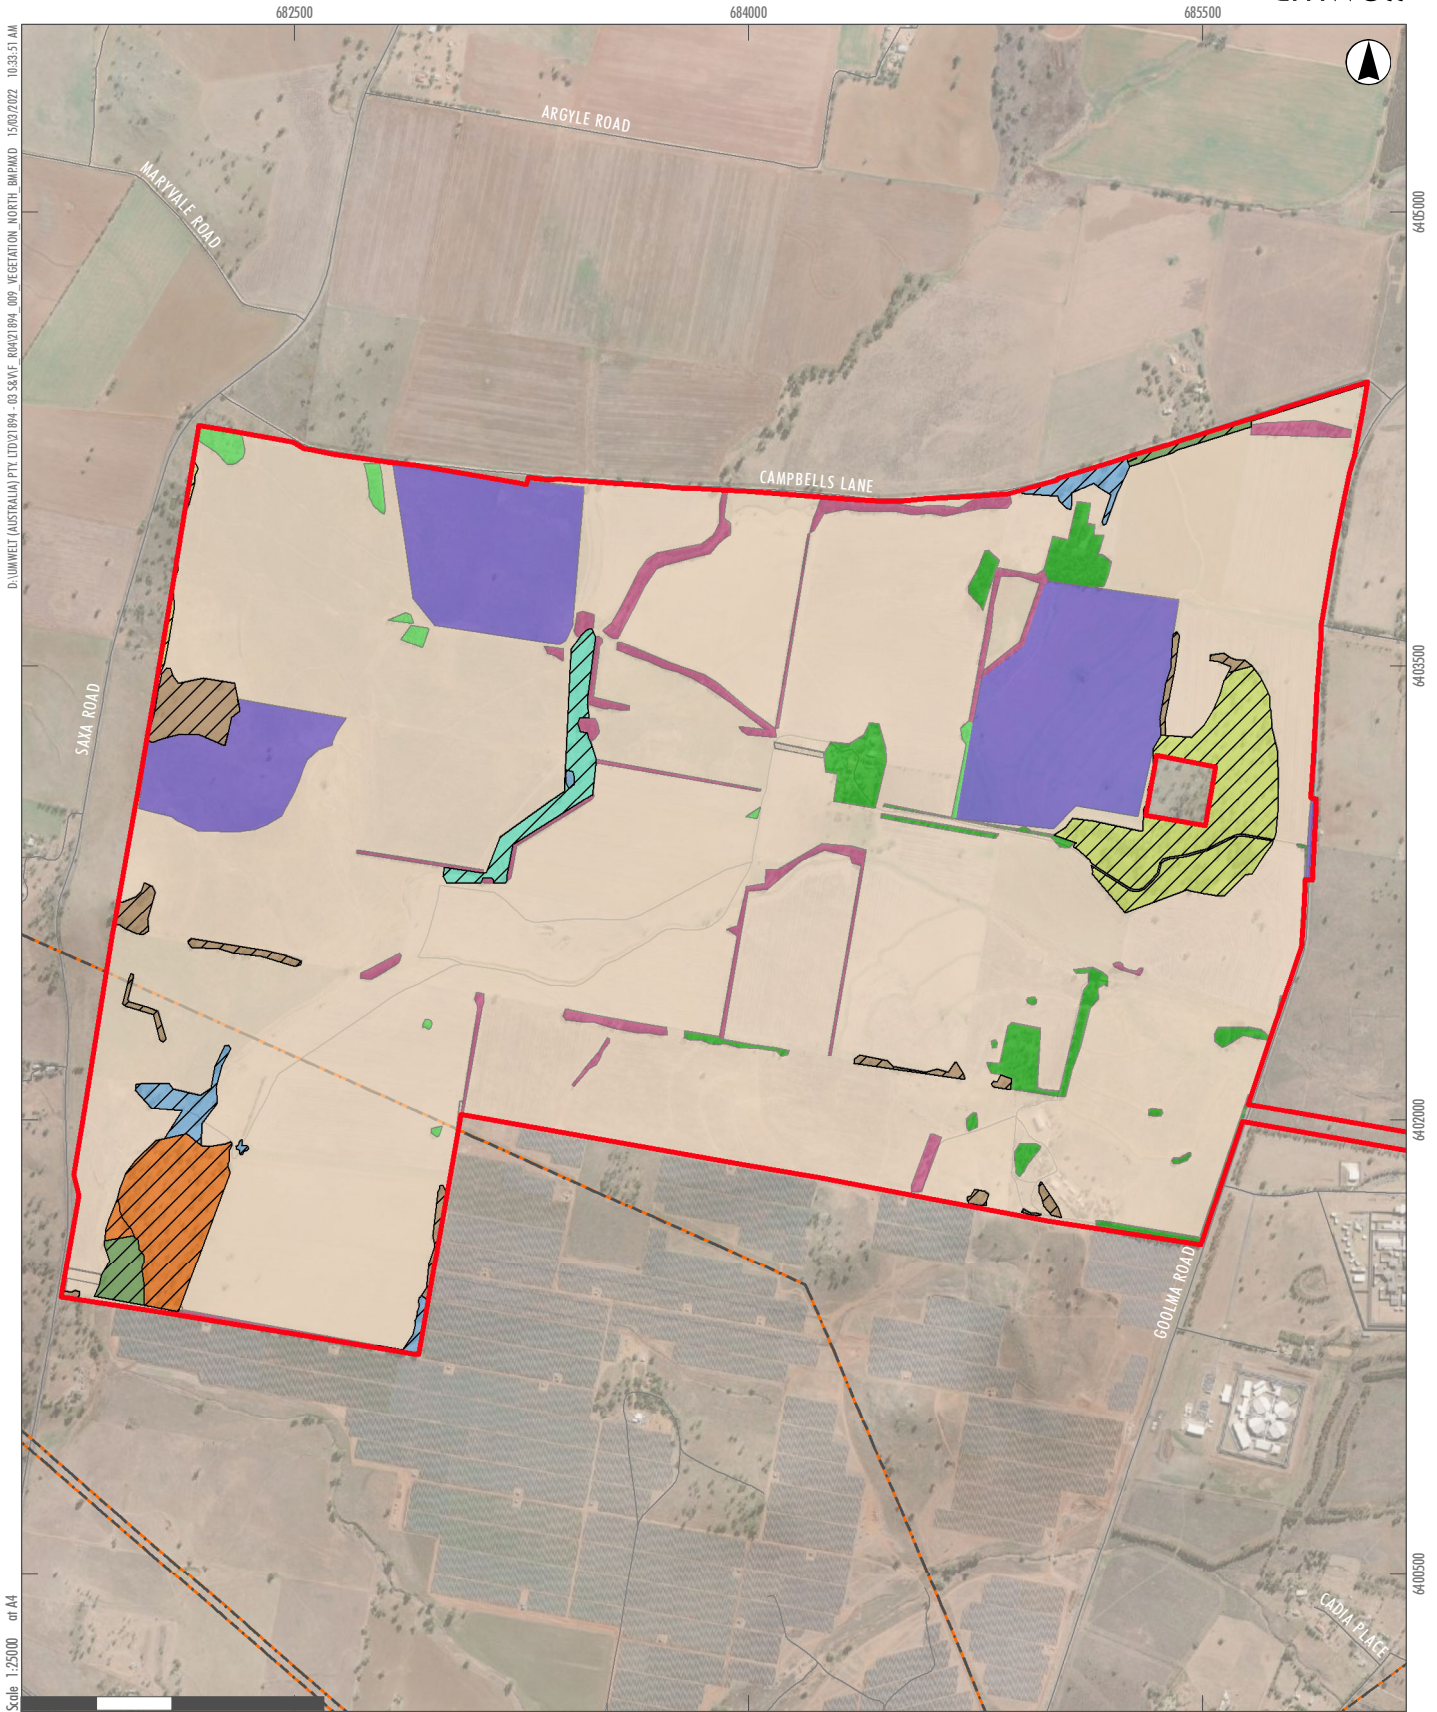 682500
684000
685500
D:\UMWELT (AUSTRALIA) PTY. LTD\21894 - 03 S&V\F_R04\21894_009_VEGETATION_NORTH_BMP.MXD 15/03/2022 10:33:51 AM
ARGYLE ROAD
MARYVALE ROAD
6405000
CAMPBELLS LANE
6403500
SAXA ROAD
6402000
GOOLMA ROAD
6400500
CADIA PLACE
Scale 1:25000 at A4